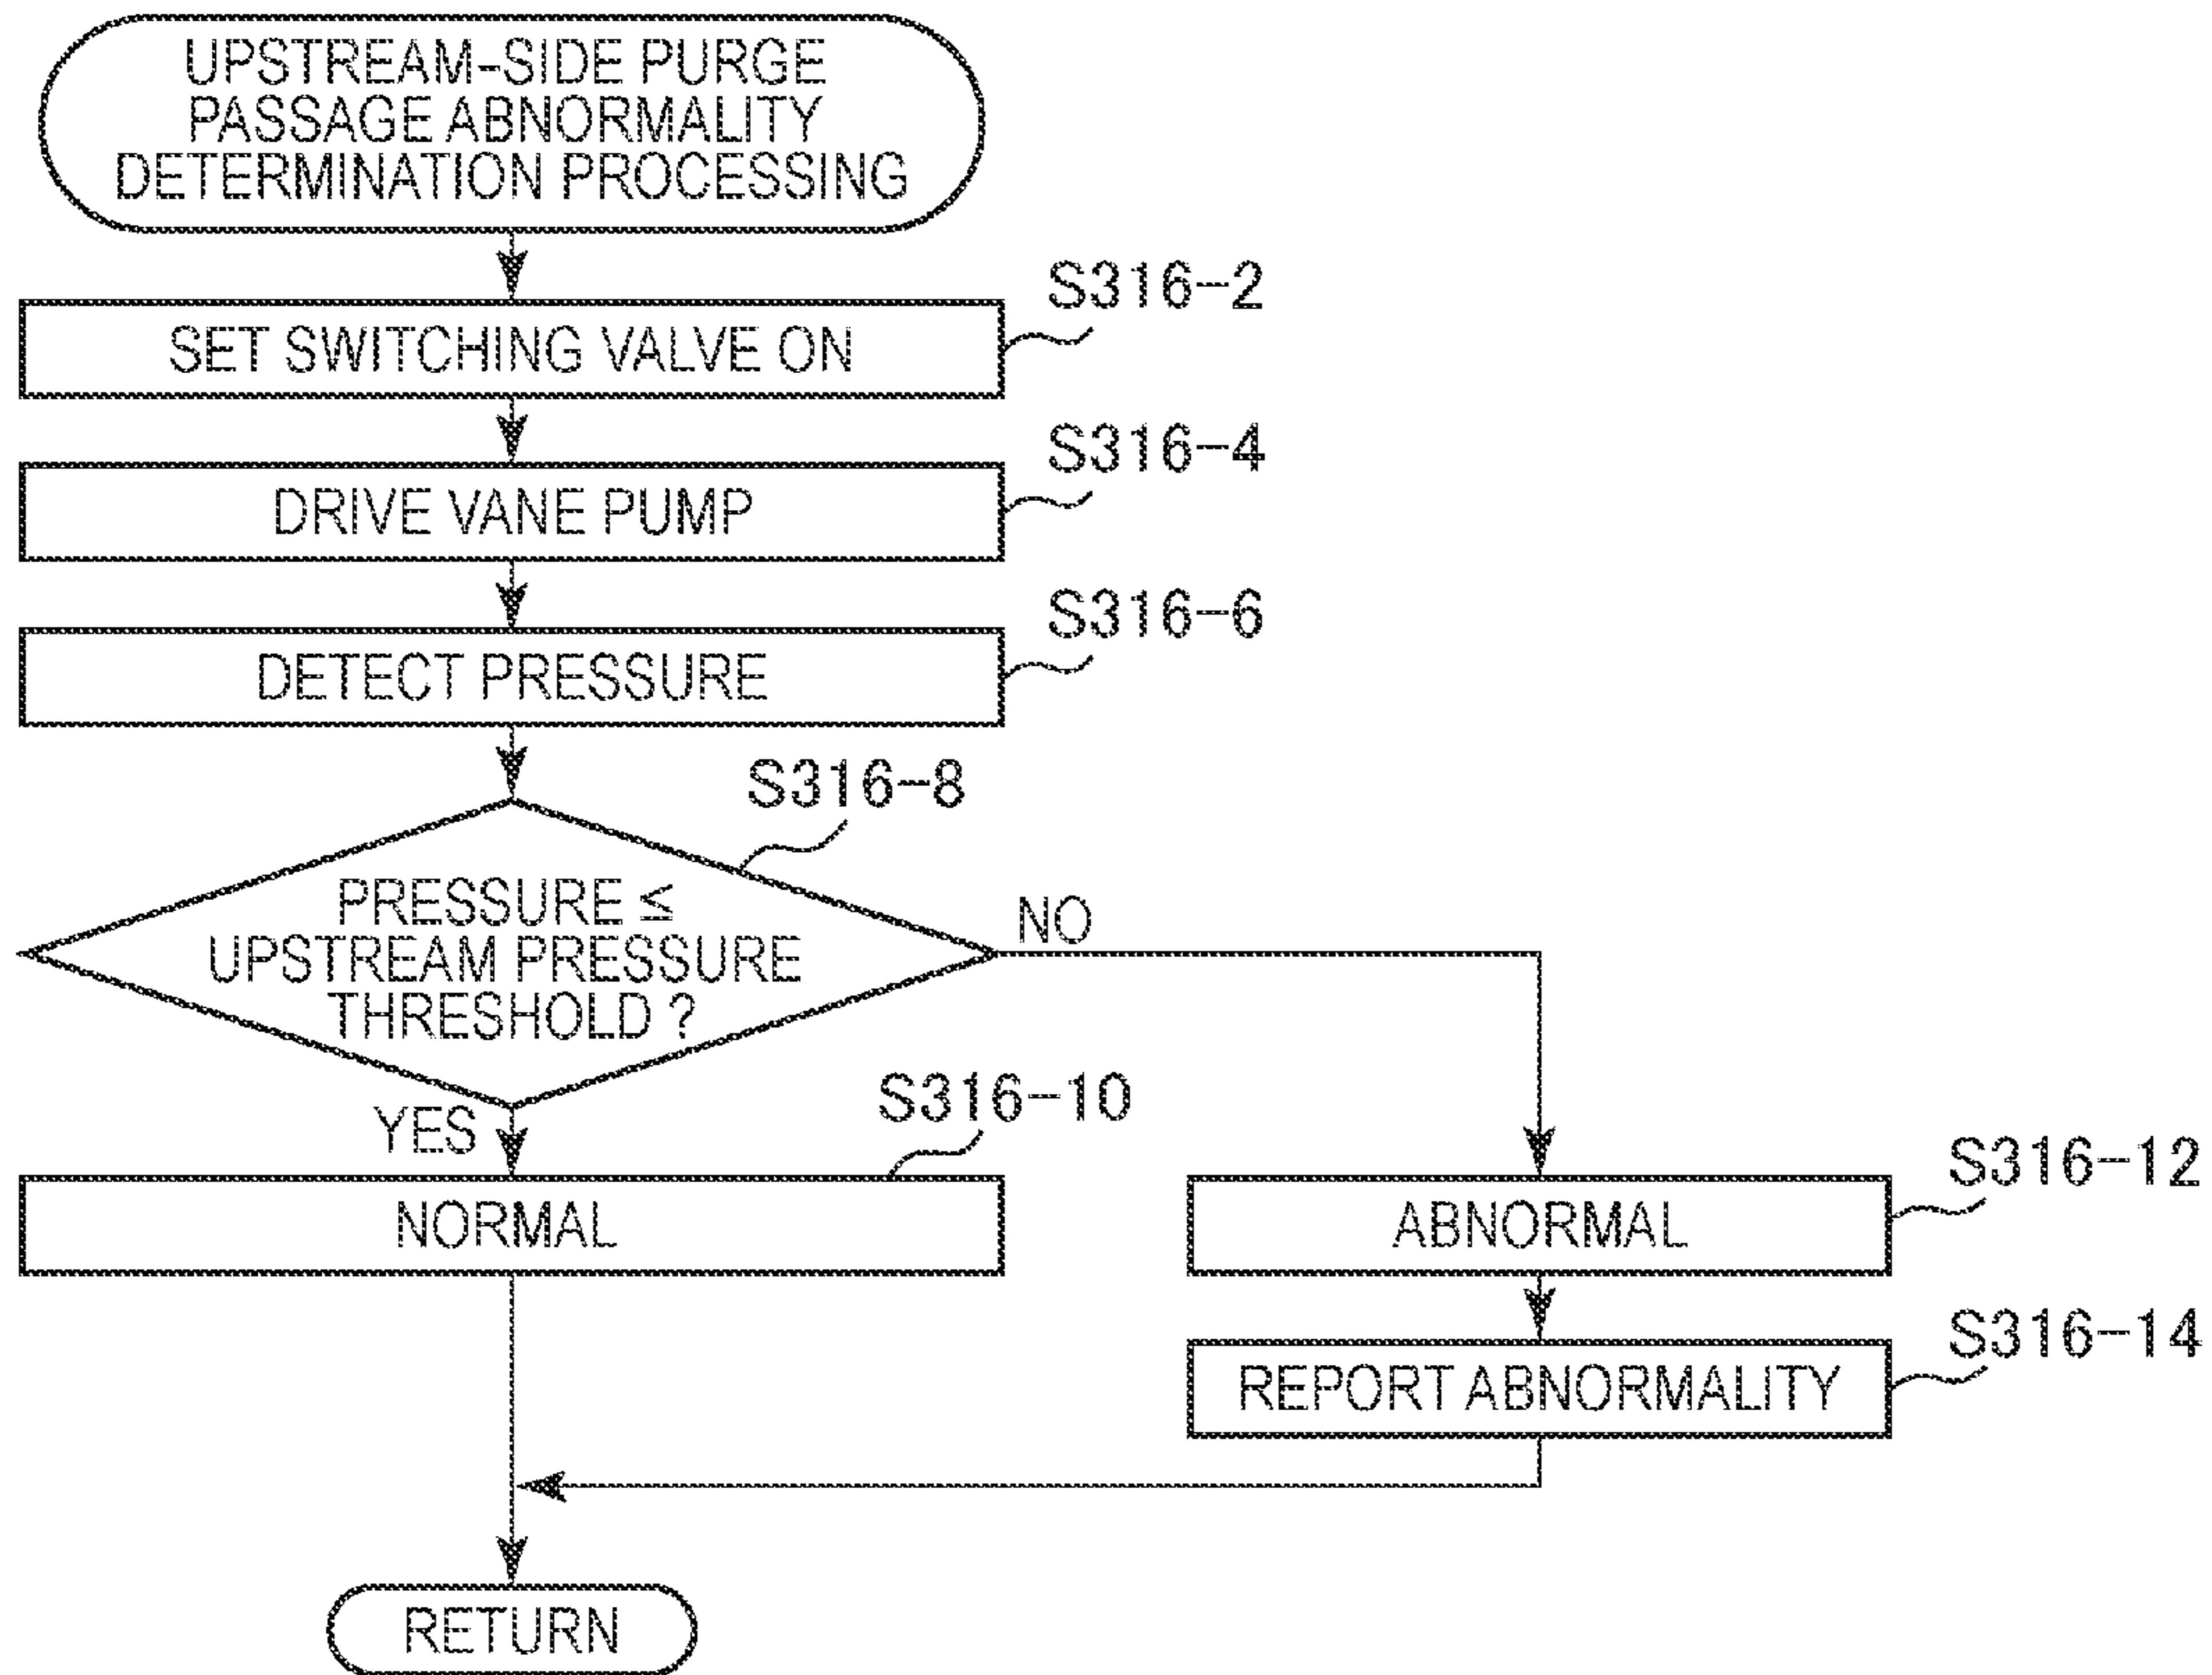 UPSTREAM-SIDE PURGE
PASSAGE ABNORMALITY
DETERMINATION PROCESSING
S316-2
SET SWITCHING VALVE ON
S316-4
DRIVE VANE PUMP
S316-6
DETECT PRESSURE
S316-8
PRESSURE ≤
UPSTREAM PRESSURE
THRESHOLD ?
NO
YES
S316-10
NORMAL
S316-12
ABNORMAL
S316-14
REPORT ABNORMALITY
RETURN